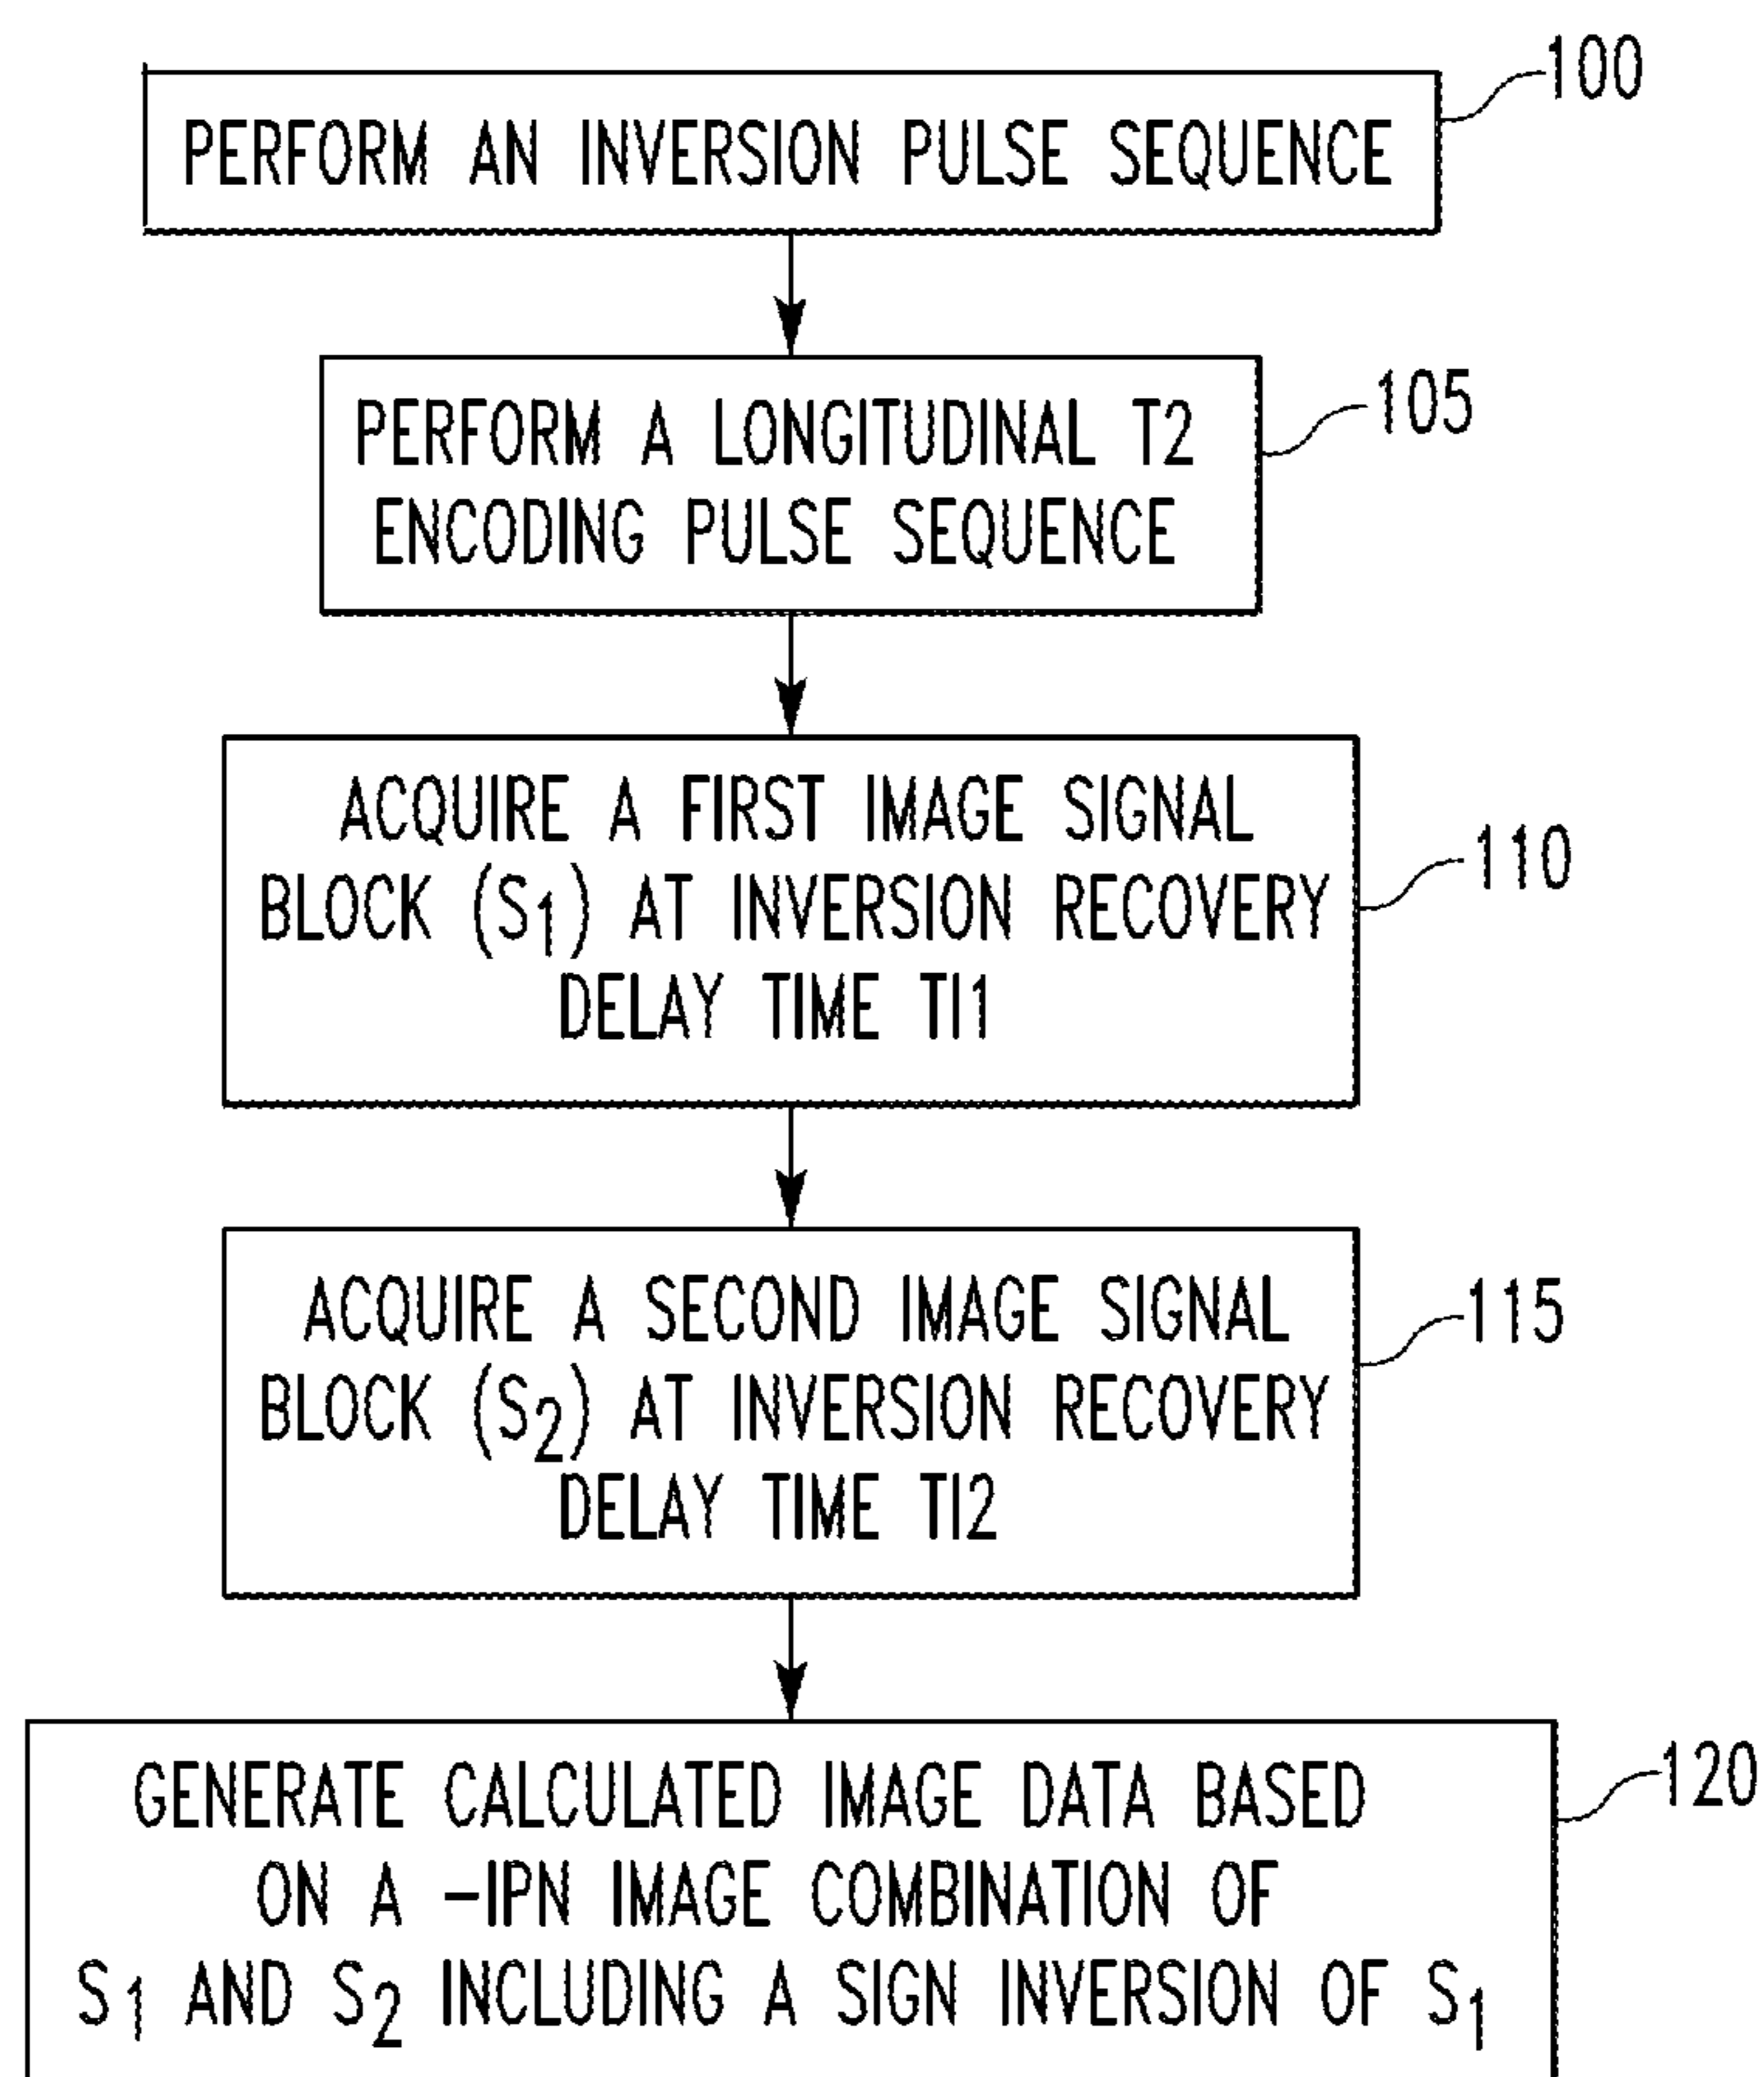 100
PERFORM AN INVERSION PULSE SEQUENCE
105
PERFORM A LONGITUDINAL T2
ENCODING PULSE SEQUENCE
110
ACQUIRE A FIRST IMAGE SIGNAL
BLOCK (S₁) AT INVERSION RECOVERY
DELAY TIME TI1
115
ACQUIRE A SECOND IMAGE SIGNAL
BLOCK (S₂) AT INVERSION RECOVERY
DELAY TIME TI2
120
GENERATE CALCULATED IMAGE DATA BASED
ON A -IPN IMAGE COMBINATION OF
S₁ AND S₂ INCLUDING A SIGN INVERSION OF S₁